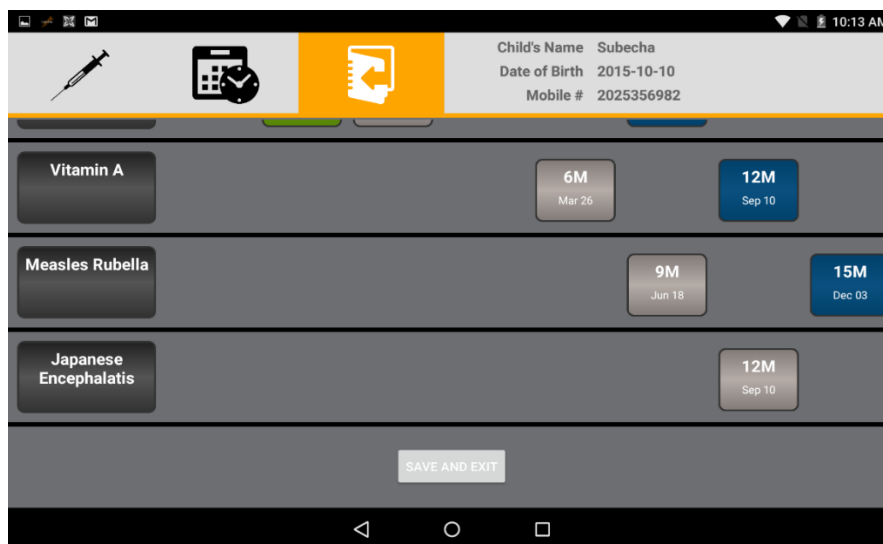 10:13 AM
Child's Name Subecha
Date of Birth 2015-10-10
Mobile # 2025356982
Vitamin A
6M
Mar 26
12M
Sep 10
Measles Rubella
9M
Jun 18
15M
Dec 03
Japanese
Encephalatis
12M
Sep 10
SAVE AND EXIT